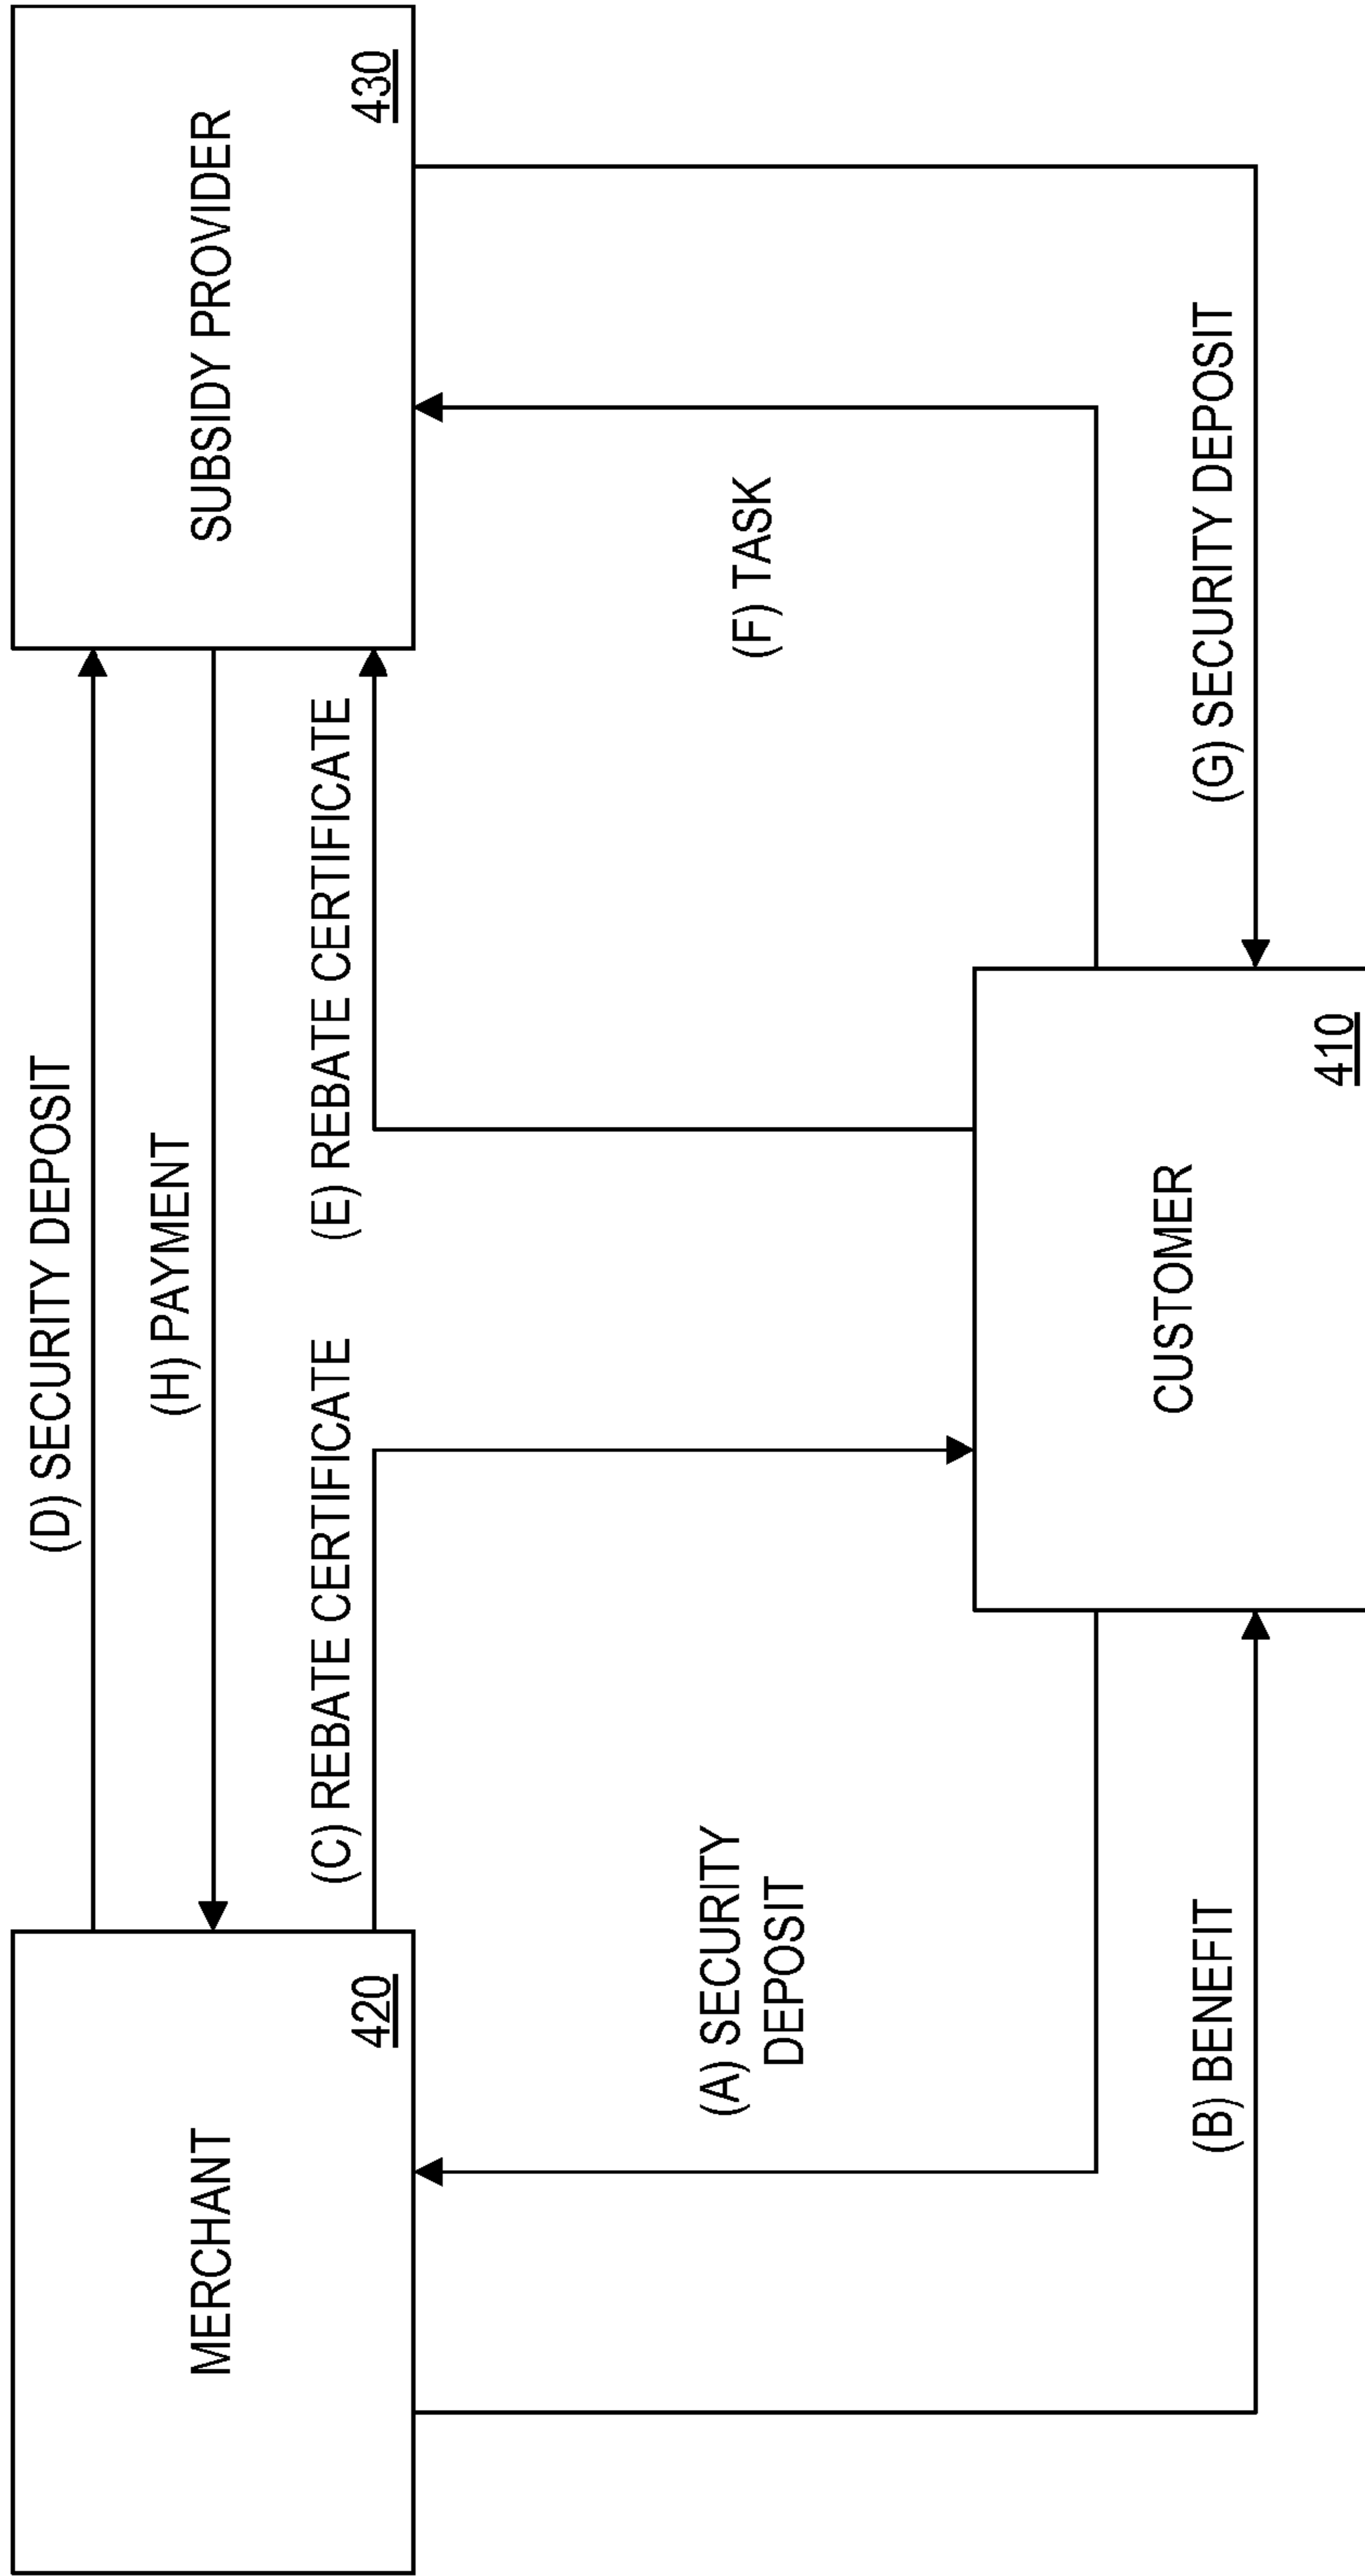 (D) SECURITY DEPOSIT
(H) PAYMENT
MERCHANT
420
SUBSIDY PROVIDER
430
(C) REBATE CERTIFICATE
(E) REBATE CERTIFICATE
(A) SECURITY
DEPOSIT
(F) TASK
(B) BENEFIT
CUSTOMER
410
(G) SECURITY DEPOSIT